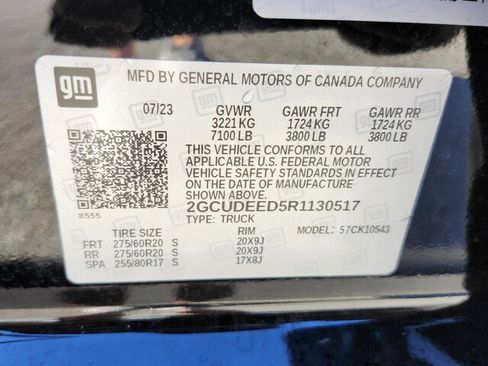 gm
MFD BY GENERAL MOTORS OF CANADA COMPANY
07/23 GVWR GAWR FRT GAWR RR
3221 KG 1724 KG 1724 KG
7100 LB 3800 LB 3800 LB
THIS VEHICLE CONFORMS TO ALL
APPLICABLE U.S. FEDERAL MOTOR
VEHICLE SAFETY STANDARDS IN EFFECT
ON THE DATE OF MANUFACTURE
SHOWN ABOVE.
2GCUDEED5R1130517
8555
TYPE: TRUCK MODEL: 57CK10543
TIRE SIZE RIM
FRT 275/60R20 S 20X9J
RR 275/60R20 S 20X9J
SPA 255/80R17 S 17X8J